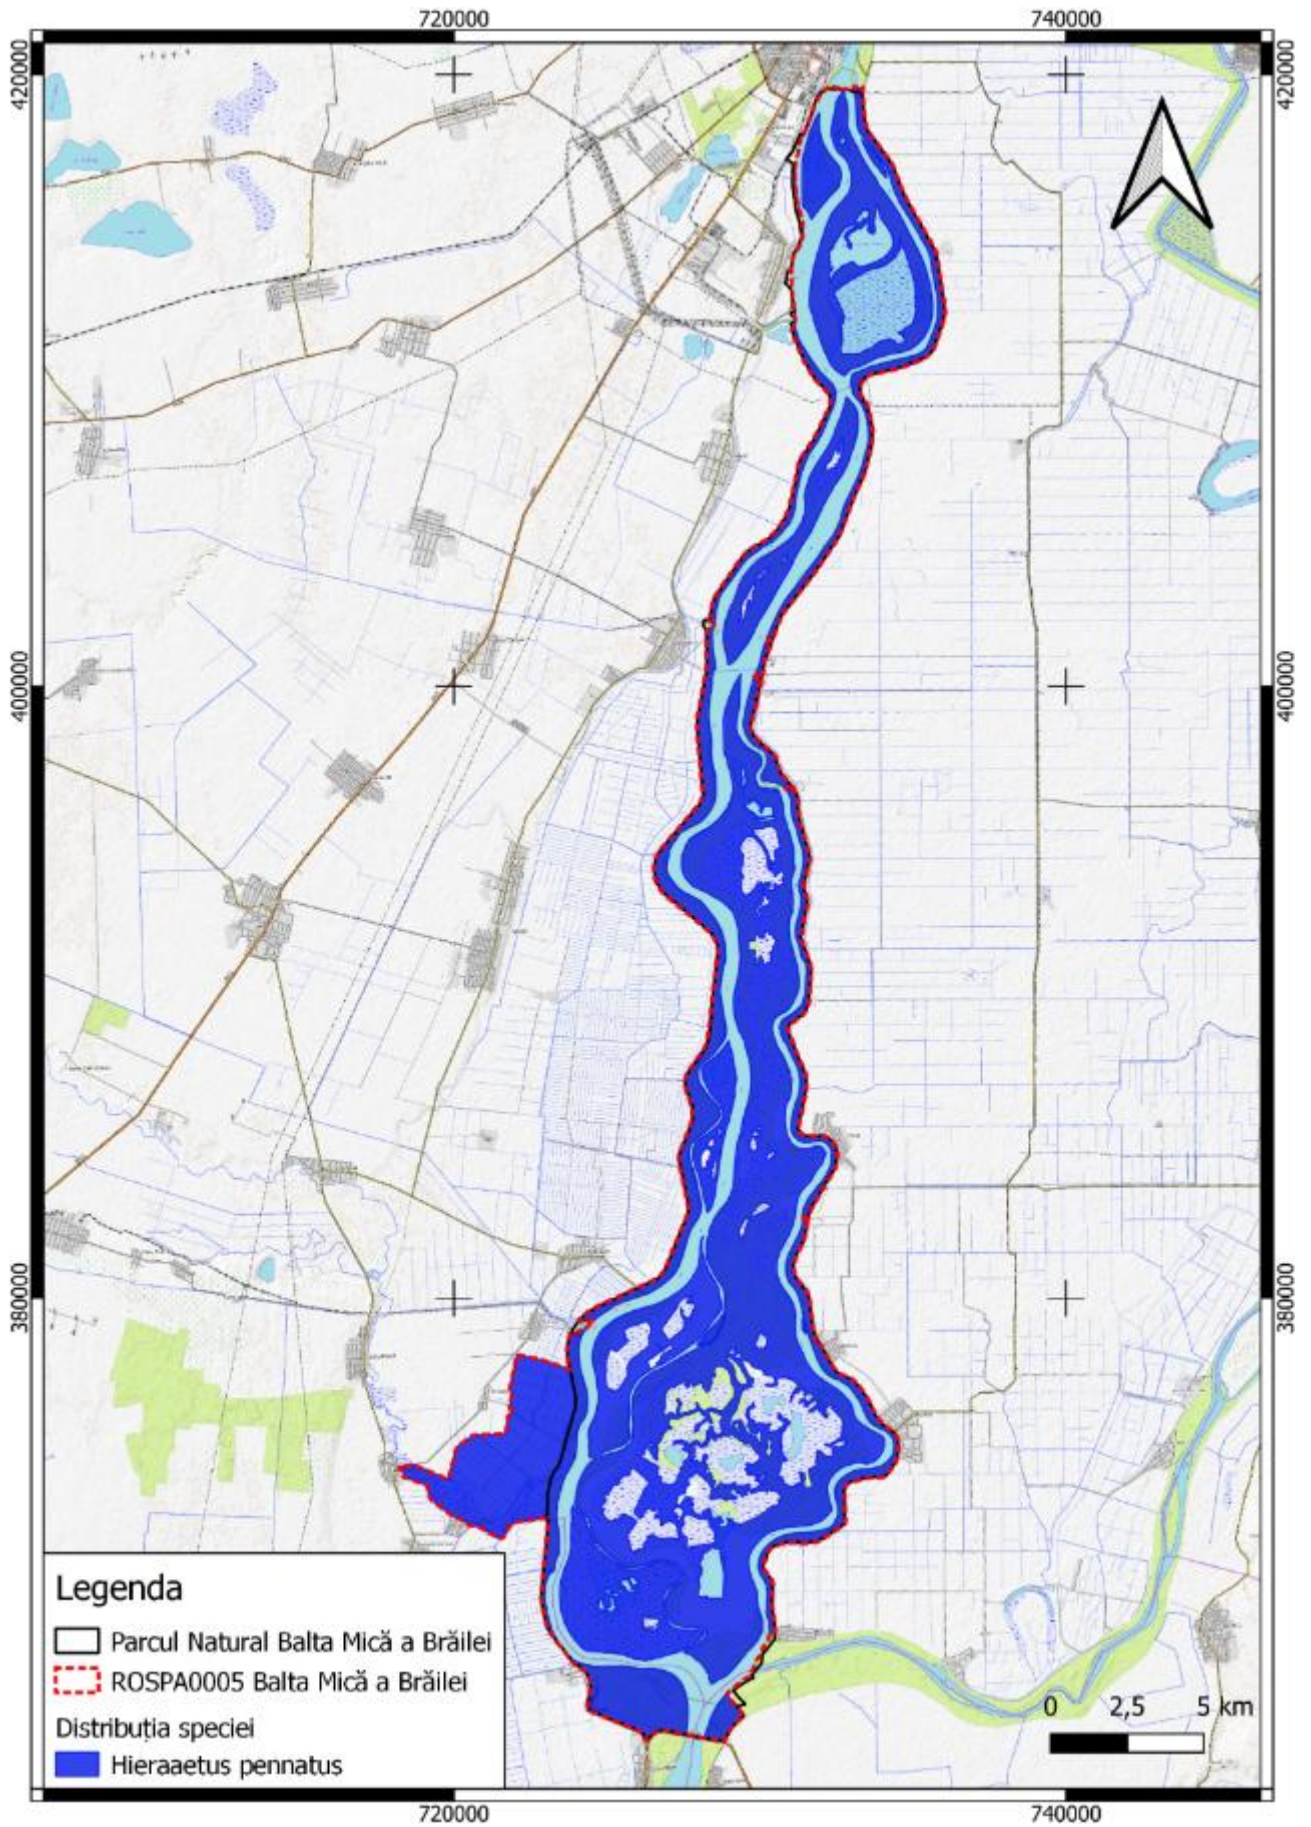 720000
740000
420000
420000
400000
400000
380000
380000
Legenda
Parcul Natural Balta Mică a Brăilei
ROSPA0005 Balta Mică a Brăilei
Distribuția speciei
Hieraaetus pennatus
0 2,5 5 km
720000
740000